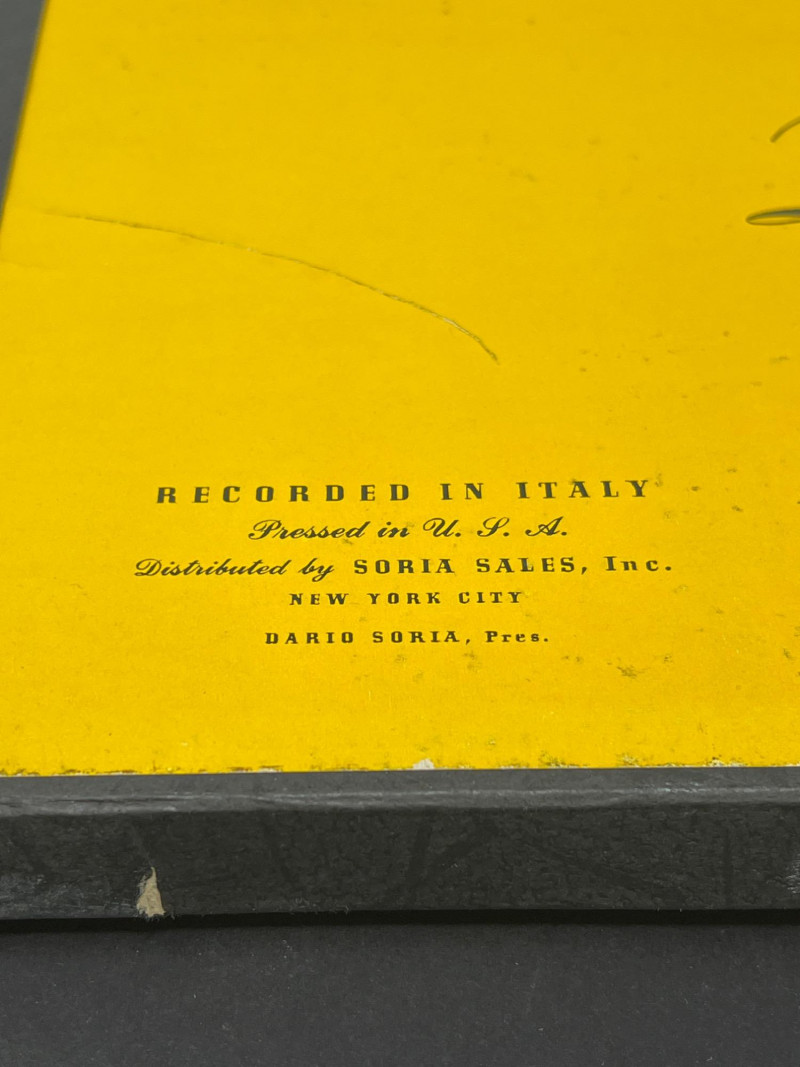 RECORDED IN ITALY
Pressed in U. S. A.
Distributed by SORIA SALES, Inc.
NEW YORK CITY
DARIO SORIA, Pres.